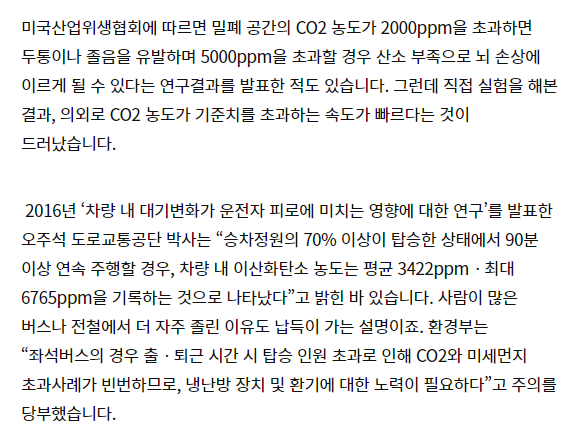 미국산업위생협회에 따르면 밀폐 공간의 CO2 농도가 2000ppm을 초과하면
두통이나 졸음을 유발하며 5000ppm을 초과할 경우 산소 부족으로 뇌 손상에
이르게 될 수 있다는 연구결과를 발표한 적도 있습니다. 그런데 직접 실험을 해본
결과, 의외로 CO2 농도가 기준치를 초과하는 속도가 빠르다는 것이
드러났습니다.
2016년 ‘차량 내 대기변화가 운전자 피로에 미치는 영향에 대한 연구’를 발표한
오주석 도로교통공단 박사는 “승차정원의 70% 이상이 탑승한 상태에서 90분
이상 연속 주행할 경우, 차량 내 이산화탄소 농도는 평균 3422ppmㆍ최대
6765ppm을 기록하는 것으로 나타났다”고 밝힌 바 있습니다. 사람이 많은
버스나 전철에서 더 자주 졸린 이유도 납득이 가는 설명이죠. 환경부는
“좌석버스의 경우 출ㆍ퇴근 시간 시 탑승 인원 초과로 인해 CO2와 미세먼지
초과사례가 빈번하므로, 냉난방 장치 및 환기에 대한 노력이 필요하다”고 주의를
당부했습니다.